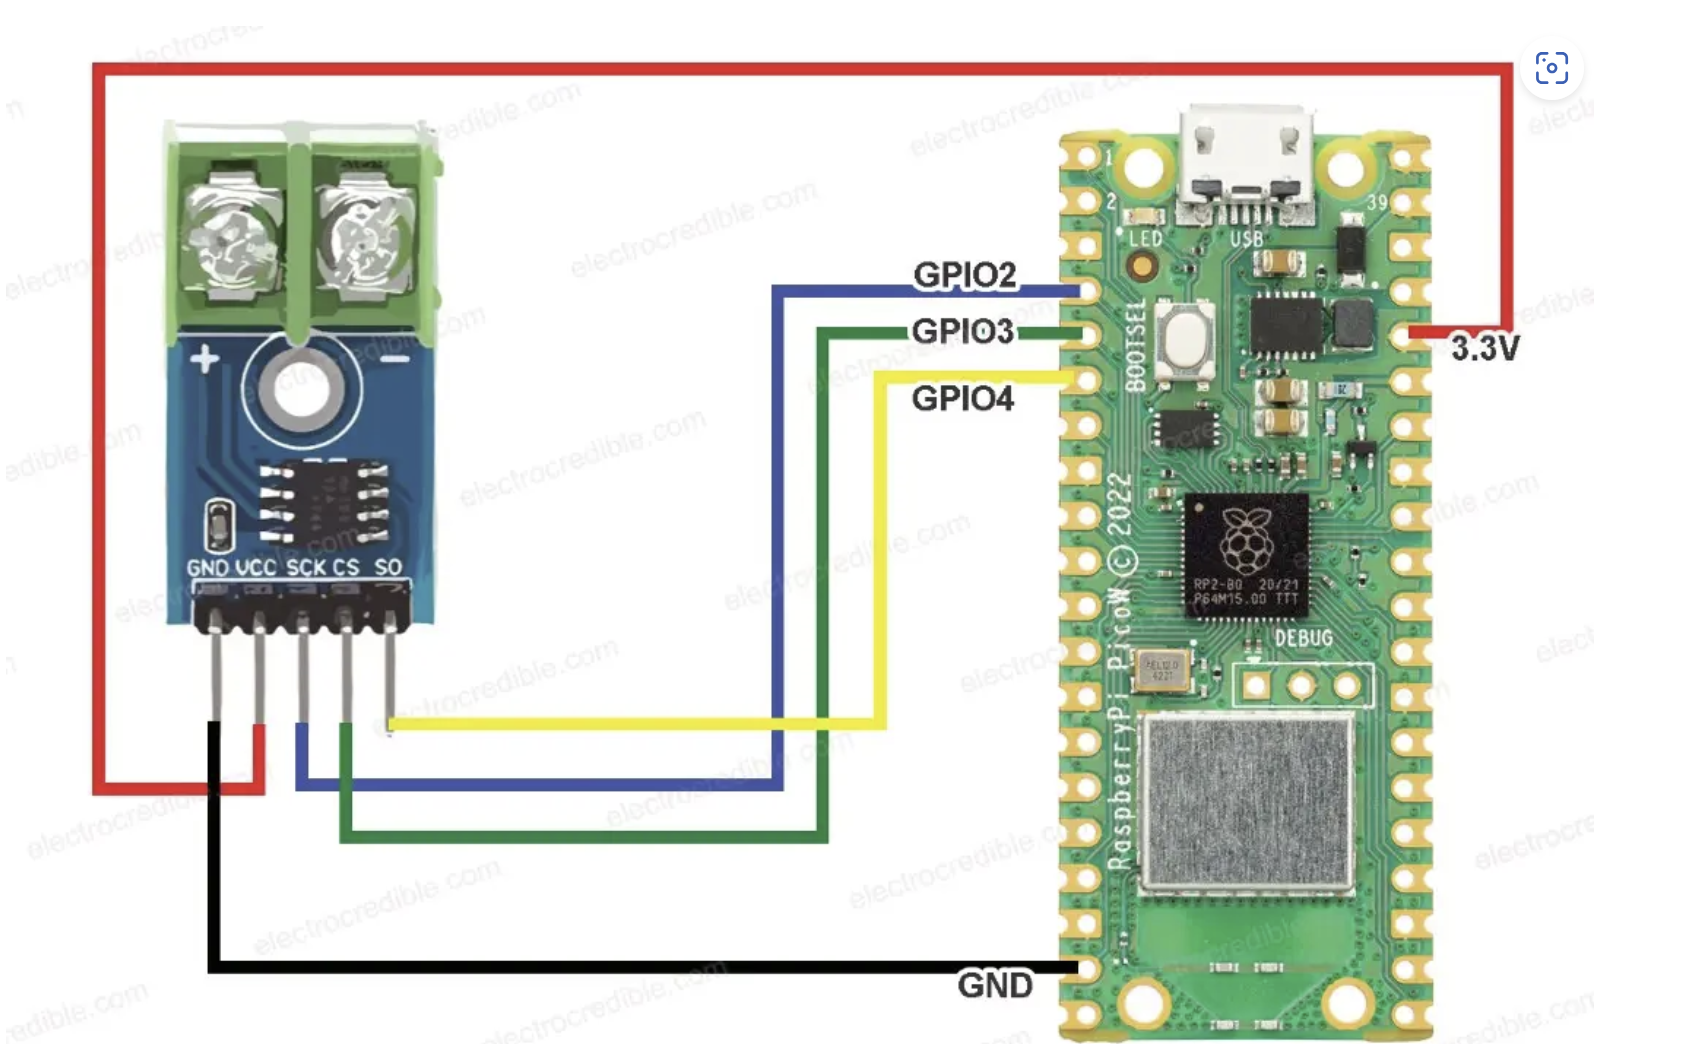 GPIO2
GPIO3
GPIO4
3.3V
GND
+ −
GND VCC SCK CS SO
1
2
39
LED
USB
BOOTSEL
DEBUG
RP2-B0 20/21
P64M15.00 TTT
RaspberryPi PicoW © 2022
electrocredible.com